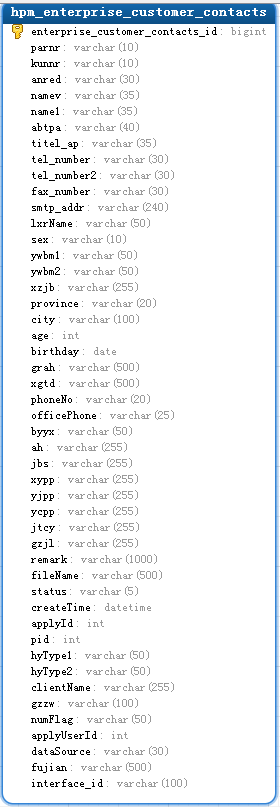 hpm_enterprise_customer_contacts
enterprise_customer_contacts_id: bigint
parnr: varchar(10)
kunnr: varchar(10)
anred: varchar(30)
namev: varchar(35)
name1: varchar(35)
abtpa: varchar(40)
titel_ap: varchar(35)
tel_number: varchar(30)
tel_number2: varchar(30)
fax_number: varchar(30)
smtp_addr: varchar(240)
lxrName: varchar(50)
sex: varchar(10)
ywbm1: varchar(50)
ywbm2: varchar(50)
xzjb: varchar(255)
province: varchar(20)
city: varchar(100)
age: int
birthday: date
grah: varchar(500)
xgtd: varchar(500)
phoneNo: varchar(20)
officePhone: varchar(25)
byyx: varchar(50)
ah: varchar(255)
jbs: varchar(255)
xypp: varchar(255)
yjpp: varchar(255)
ycpp: varchar(255)
jtcy: varchar(255)
gzjl: varchar(255)
remark: varchar(1000)
fileName: varchar(500)
status: varchar(5)
createTime: datetime
applyId: int
pid: int
hyType1: varchar(50)
hyType2: varchar(50)
clientName: varchar(255)
gzzw: varchar(100)
numFlag: varchar(50)
applyUserId: int
dataSource: varchar(30)
fujian: varchar(500)
interface_id: varchar(100)